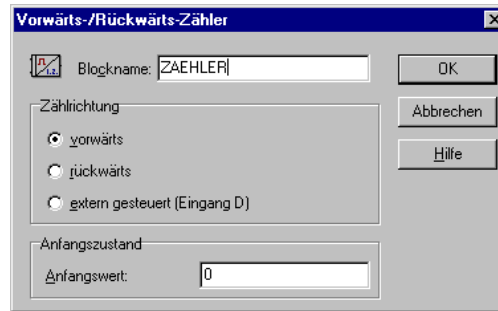 Vorwärts-/Rückwärts-Zähler
Blockname: ZAEHLER
OK
Zählrichtung
Abbrechen
vorwärts
Hilfe
rückwärts
extern gesteuert (Eingang D)
Anfangszustand
Anfangswert: 0